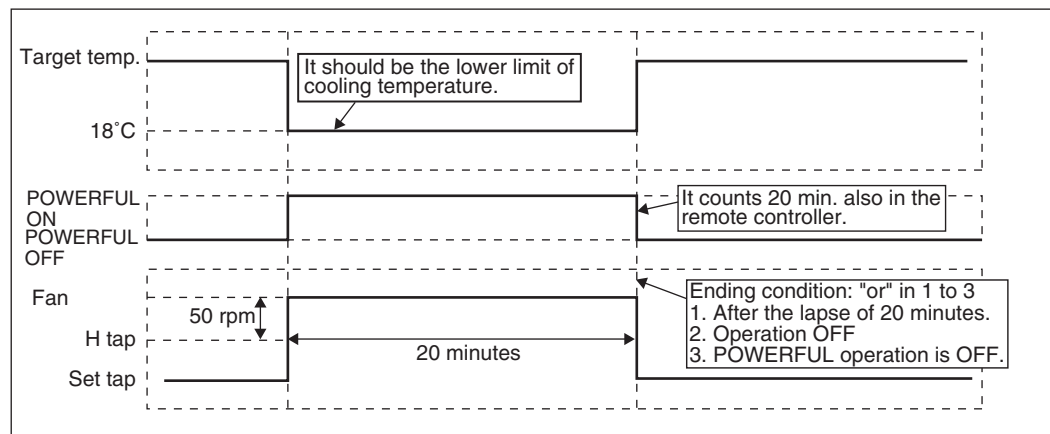 Target temp.
It should be the lower limit of
cooling temperature.
18°C
POWERFUL
ON
POWERFUL
OFF
It counts 20 min. also in the
remote controller.
Fan
50 rpm
H tap
20 minutes
Set tap
Ending condition: "or" in 1 to 3
1. After the lapse of 20 minutes.
2. Operation OFF
3. POWERFUL operation is OFF.